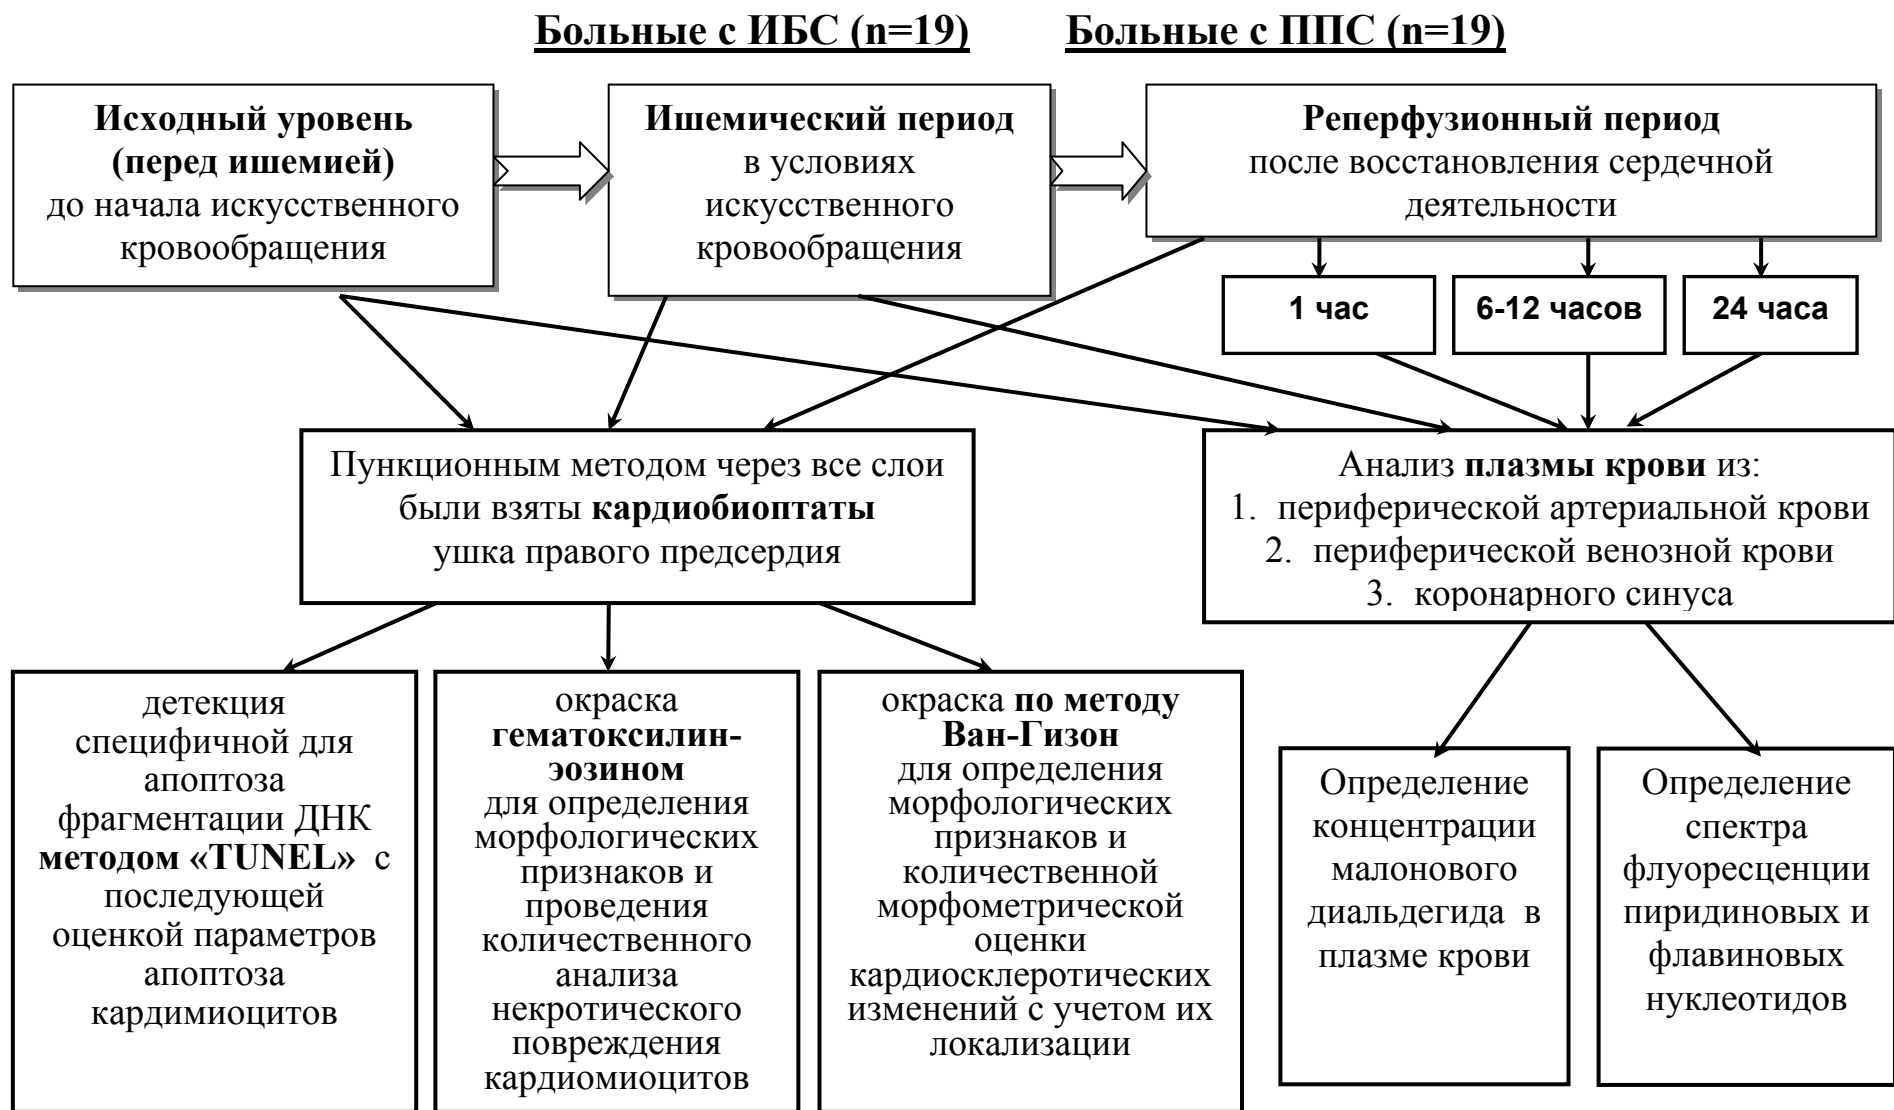 Больные с ИБС (n=19)
Больные с ППС (n=19)
Исходный уровень
(перед ишемией)
до начала искусственного
кровообращения
Ишемический период
в условиях
искусственного
кровообращения
Реперфузионный период
после восстановления сердечной
деятельности
1 час
6-12 часов
24 часа
Пункционным методом через все слои
были взяты кардиобиоптаты
ушка правого предсердия
Анализ плазмы крови из:
1. периферической артериальной крови
2. периферической венозной крови
3. коронарного синуса
детекция
специфичной для
апоптоза
фрагментации ДНК
методом «TUNEL» с
последующей
оценкой параметров
апоптоза
кардимиоцитов
окраска
гематоксилин-
эозином
для определения
морфологических
признаков и
проведения
количественного
анализа
некротического
повреждения
кардиомиоцитов
окраска по методу
Ван-Гизон
для определения
морфологических
признаков и
количественной
морфометрической
оценки
кардиосклеротических
изменений с учетом их
локализации
Определение
концентрации
малонового
диальдегида в
плазме крови
Определение
спектра
флуоресценции
пиридиновых и
флавиновых
нуклеотидов